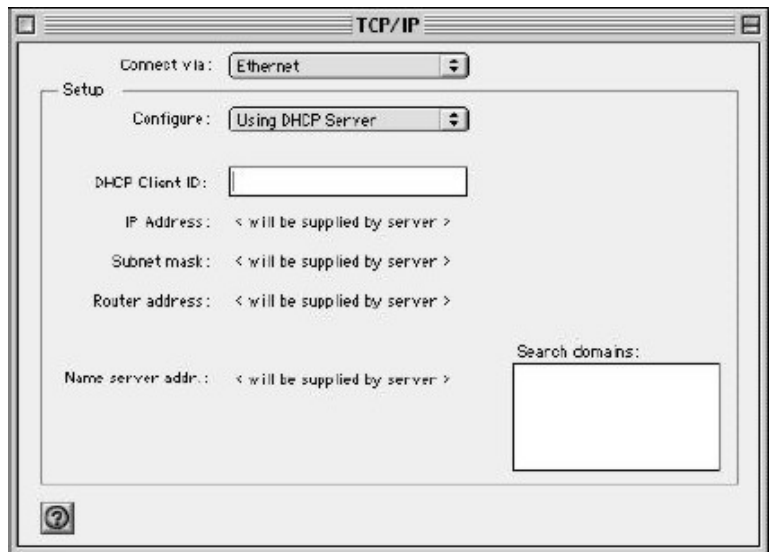 TCP/IP
Connect via: Ethernet
Setup
Configure: Using DHCP Server
DHCP Client ID:
IP Address: < will be supplied by server >
Subnet mask: < will be supplied by server >
Router address: < will be supplied by server >
Search domains:
Name server addr.: < will be supplied by server >
?